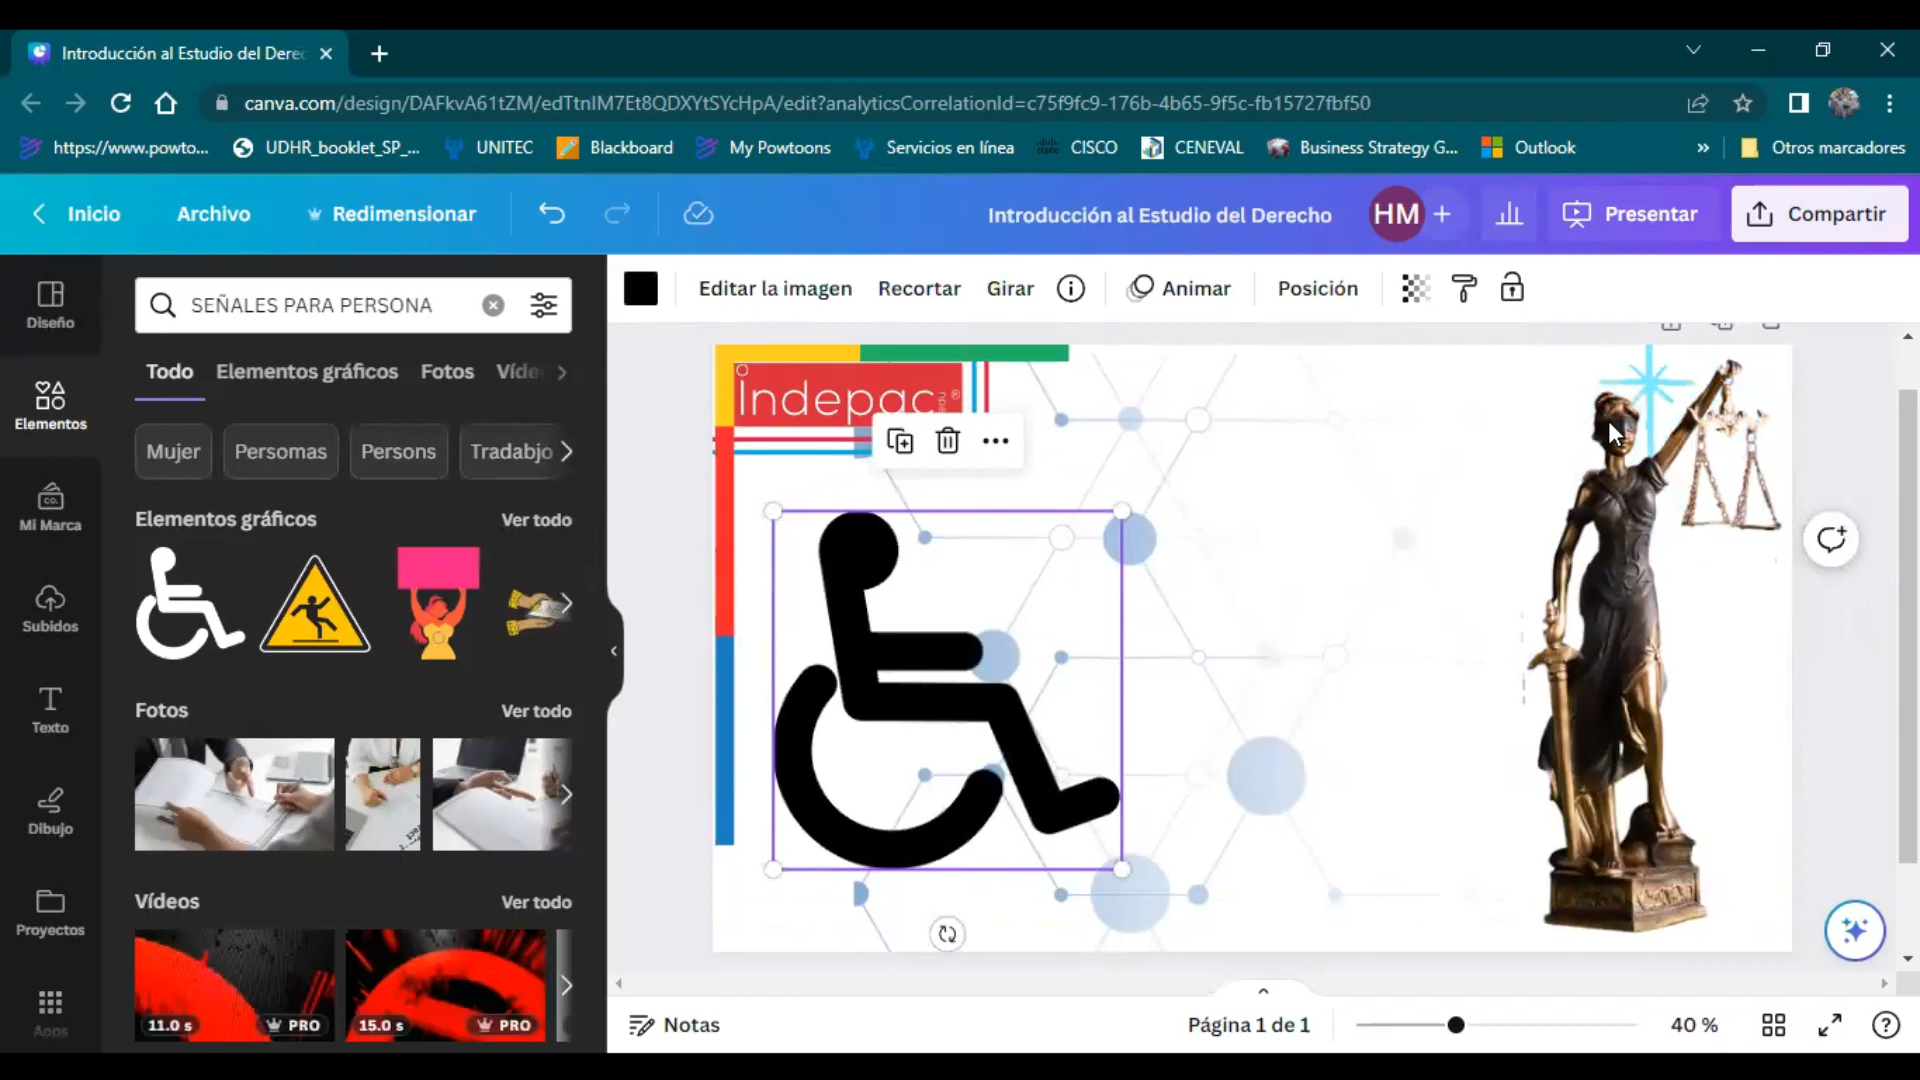 Introducción al Estudio del Derec
canva.com/design/DAFkvA61tZM/edTtnIM7Et8QDXYtSYcHpA/edit?analyticsCorrelationId=c75f9fc9-176b-4b65-9f5c-fb15727fbf50
https://www.powto... UDHR_booklet_SP_... UNITEC Blackboard My Powtoons Servicios en línea CISCO CENEVAL Business Strategy G... Outlook » Otros marcadores
Inicio Archivo Redimensionar Introducción al Estudio del Derecho HM + Presentar Compartir
Editar la imagen Recortar Girar Animar Posición
Diseño
Elementos
Mi Marca
Subidos
Texto
Dibujo
Proyectos
Apps
SEÑALES PARA PERSONA
Todo Elementos gráficos Fotos Víde
Mujer Personas Persons Tradabjo
Elementos gráficos Ver todo
Fotos Ver todo
Vídeos Ver todo
11.0 s PRO 15.0 s PRO
Indepac
Notas Página 1 de 1 40 %